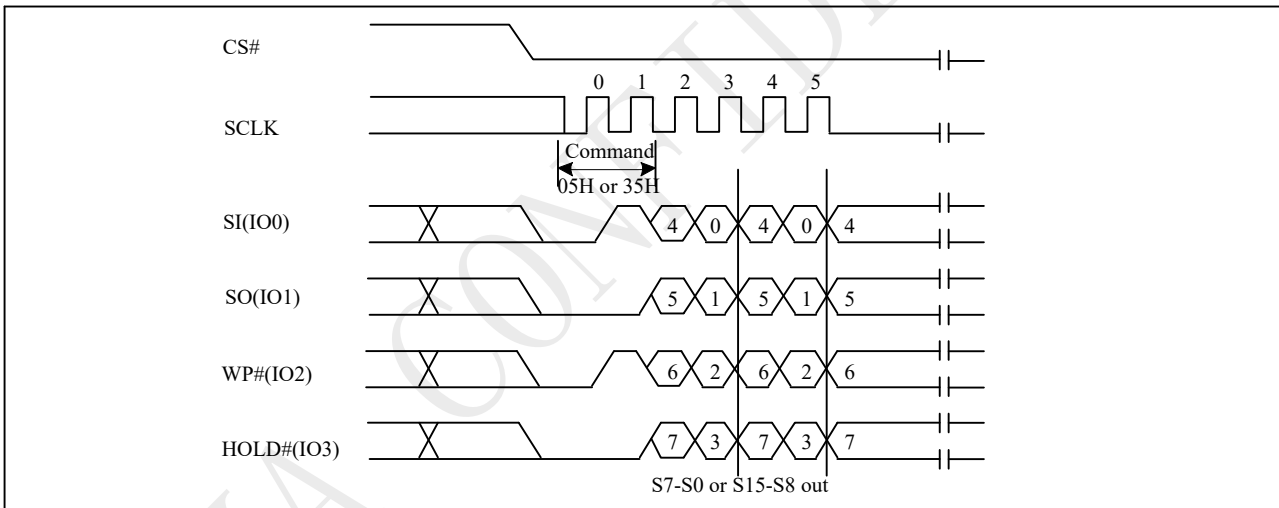 CS#
0 1 2 3 4 5
SCLK
Command
05H or 35H
SI(IO0) 4 0 4 0 4
SO(IO1) 5 1 5 1 5
WP#(IO2) 6 2 6 2 6
HOLD#(IO3) 7 3 7 3 7
S7-S0 or S15-S8 out